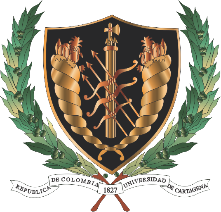 REPUBLICA DE COLOMBIA 1827 UNIVERSIDAD DE CARTAGENA